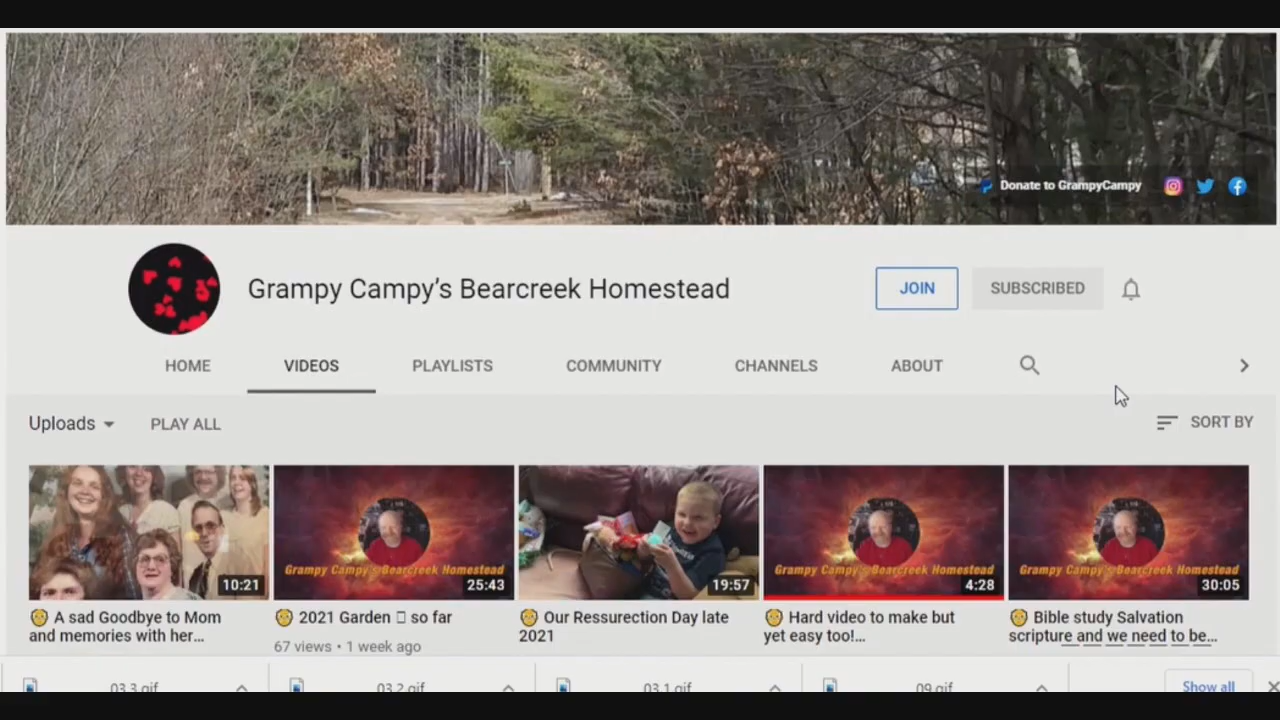 Donate to GrampyCampy
Grampy Campy's Bearcreek Homestead
JOIN
SUBSCRIBED
HOME
VIDEOS
PLAYLISTS
COMMUNITY
CHANNELS
ABOUT
Uploads
PLAY ALL
SORT BY
10:21
Grampy Campy's Bearcreek Homestead
25:43
19:57
Grampy Campy's Bearcreek Homestead
4:28
Grampy Campy's Bearcreek Homestead
30:05
A sad Goodbye to Mom
and memories with her...
2021 Garden so far
67 views • 1 week ago
Our Ressurection Day late
2021
Hard video to make but
yet easy too!...
Bible study Salvation
scripture and we need to be...
03.3.gif
03.2.gif
03.1.gif
09.gif
Show all